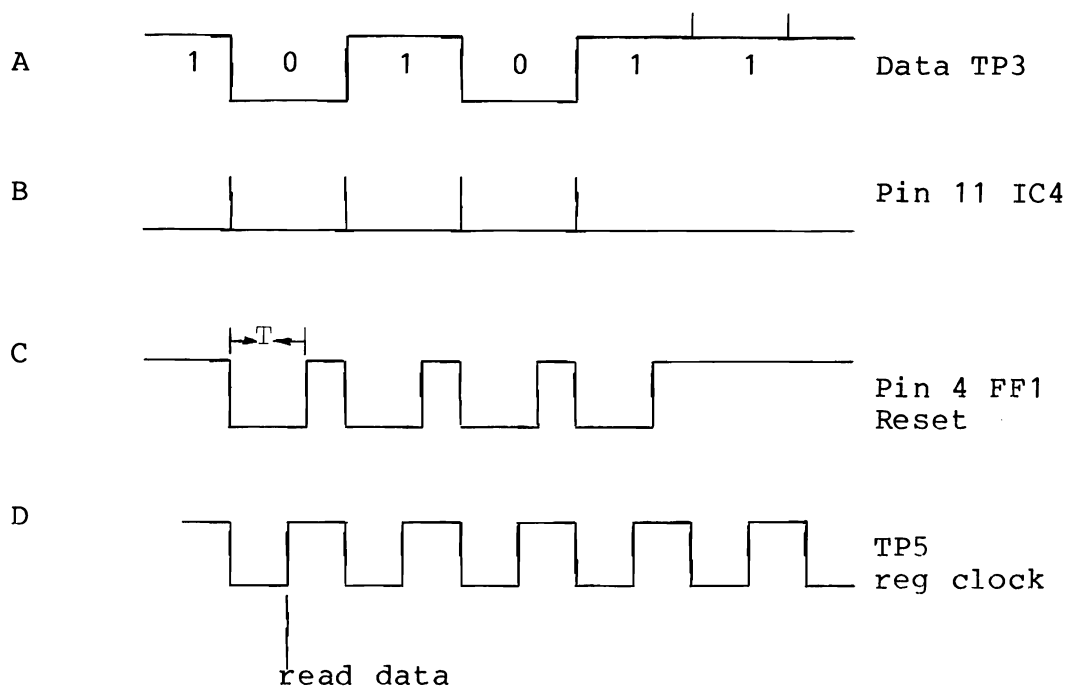 A
1 0 1 0 1 1
Data TP3
B
Pin 11 IC4
T
C
Pin 4 FF1
Reset
D
TP5
reg clock
read data